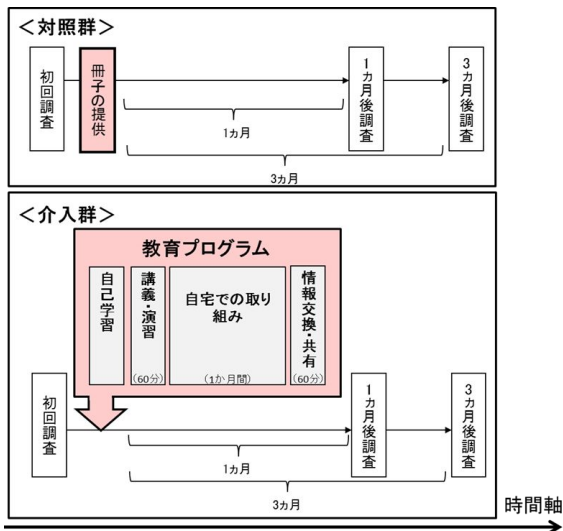 ＜対照群＞
初回調査
冊子の提供
1ヵ月後調査
3ヵ月後調査
1ヵ月
3ヵ月
＜介入群＞
教育プログラム
自己学習
講義・演習
(60分)
自宅での取り
組み
(1か月間)
情報交換・共有
(60分)
初回調査
1ヵ月後調査
3ヵ月後調査
1ヵ月
3ヵ月
時間軸